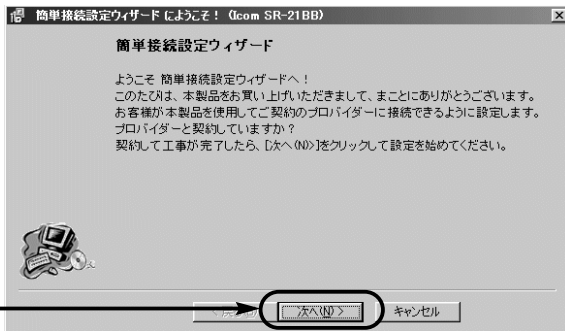 簡単接続設定ウィザード にようこそ！ (Icom SR-21BB)
簡単接続設定ウィザード
ようこそ 簡単接続設定ウィザードへ！
このたびは、本製品をお買い上げいただきまして、まことにありがとうございます。
お客様が本製品を使用してご契約のプロバイダーに接続できるように設定します。
プロバイダーと契約していますか？
契約して工事が完了したら、[次へ(N)>]をクリックして設定を始めてください。
次へ(N) >
キャンセル